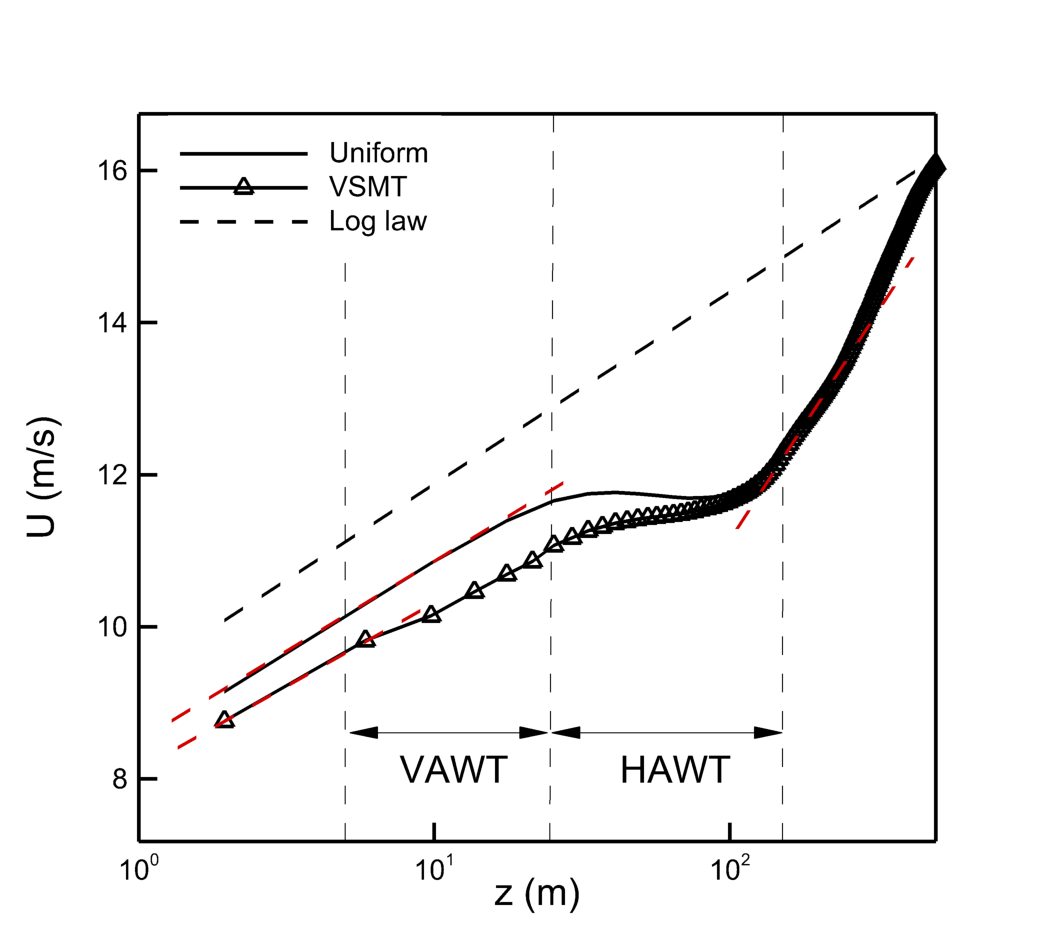 Uniform
VSMT
Log law
16
14
12
10
8
U (m/s)
VAWT
HAWT
10⁰
10¹
10²
z (m)